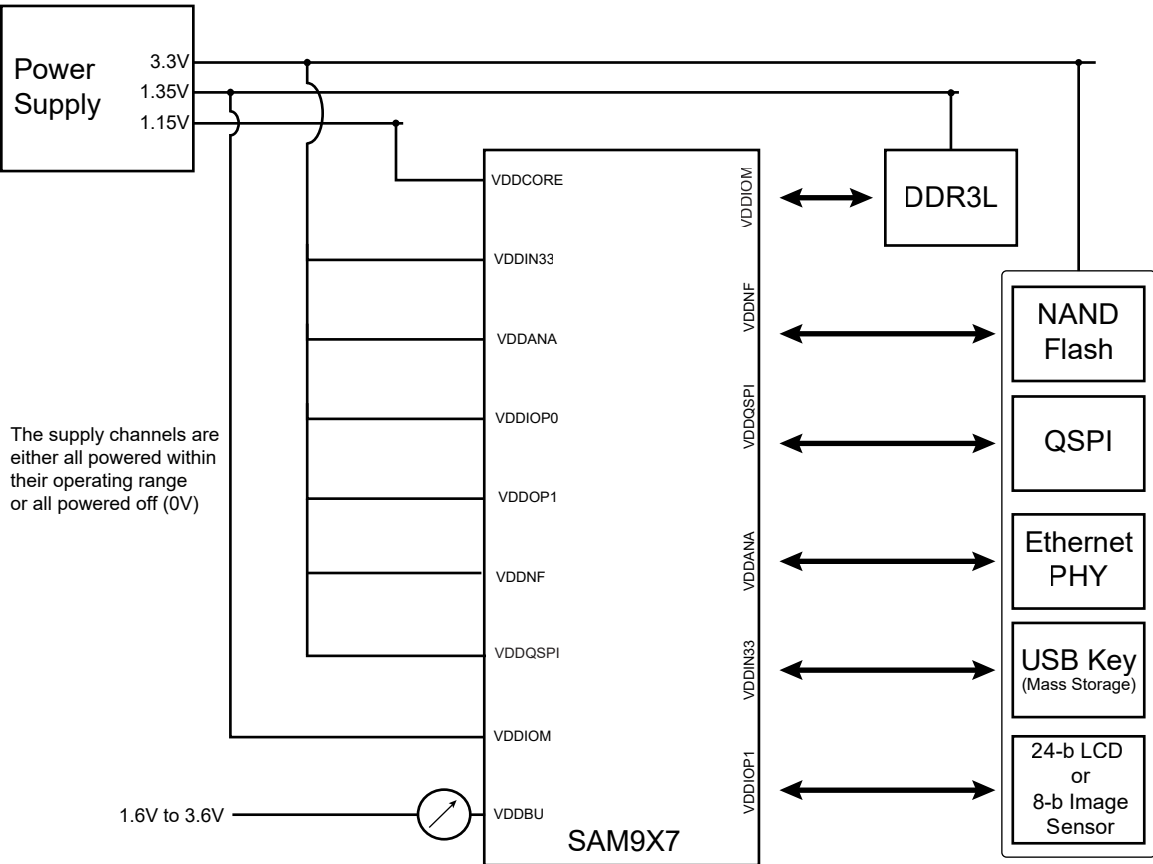 Power
Supply
3.3V
1.35V
1.15V
VDDCORE
VDDIN33
VDDANA
VDDIOP0
VDDOP1
VDDNF
VDDQSPI
VDDIOM
VDDBU
The supply channels are
either all powered within
their operating range
or all powered off (0V)
1.6V to 3.6V
SAM9X7
VDDIOM
VDDNF
VDDQSPI
VDDANA
VDDIN33
VDDIOP1
DDR3L
NAND
Flash
QSPI
Ethernet
PHY
USB Key
(Mass Storage)
24-b LCD
or
8-b Image
Sensor